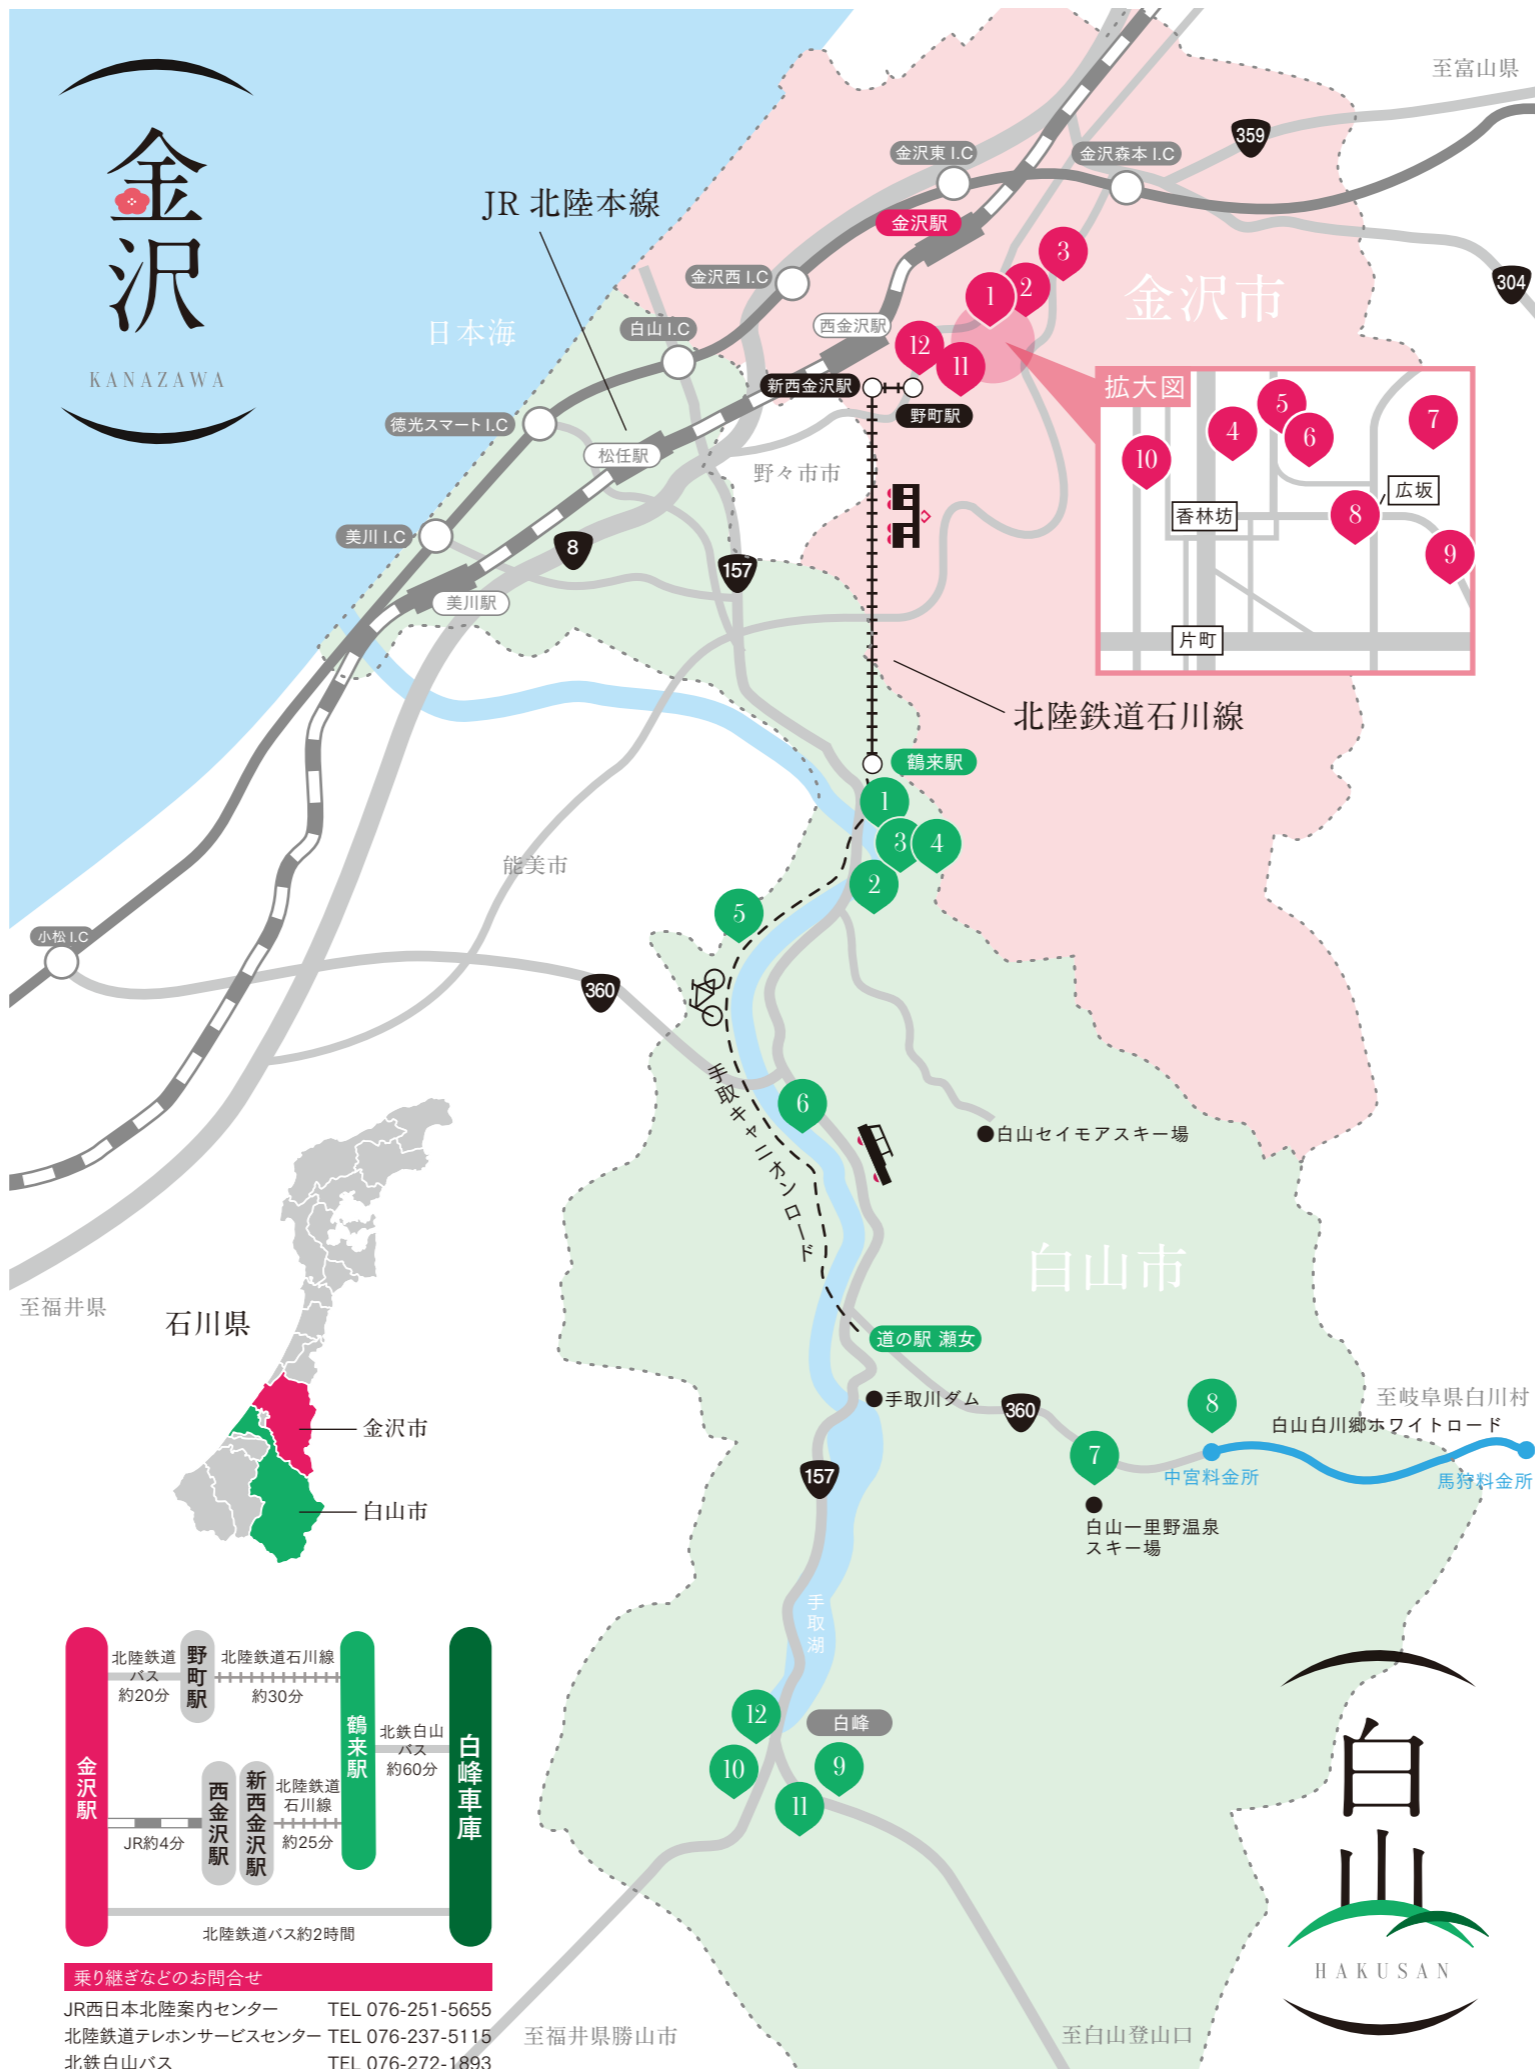 金沢
KANAZAWA
日本海
JR 北陸本線
至富山県
359
304
金沢東 I.C
金沢森本 I.C
金沢駅
金沢西 I.C
白山 I.C
西金沢駅
徳光スマート I.C
松任駅
新西金沢駅
野町駅
野々市市
美川 I.C
美川駅
8
157
金沢市
1
2
3
12
11
拡大図
4
5
6
7
10
香林坊
広坂
8
9
片町
北陸鉄道石川線
鶴来駅
1
3
4
2
5
能美市
小松 I.C
360
手取キャニオンロード
6
白山セイモアスキー場
白山市
至福井県
石川県
金沢市
白山市
道の駅 瀬女
手取川ダム
360
157
7
8
至岐阜県白川村
白山白川郷ホワイトロード
中宮料金所
馬狩料金所
白山一里野温泉
スキー場
手取湖
12
白峰
10
9
11
金沢駅
北陸鉄道
バス
約20分
野町駅
北陸鉄道石川線
約30分
JR約4分
西金沢駅
新西金沢駅
北陸鉄道
石川線
約25分
鶴来駅
北鉄白山
バス
約60分
白峰車庫
北陸鉄道バス約2時間
乗り継ぎなどのお問合せ
JR西日本北陸案内センター TEL 076-251-5655
北陸鉄道テレホンサービスセンター TEL 076-237-5115
北鉄白山バス TEL 076-272-1893
至福井県勝山市
至白山登山口
白山
HAKUSAN